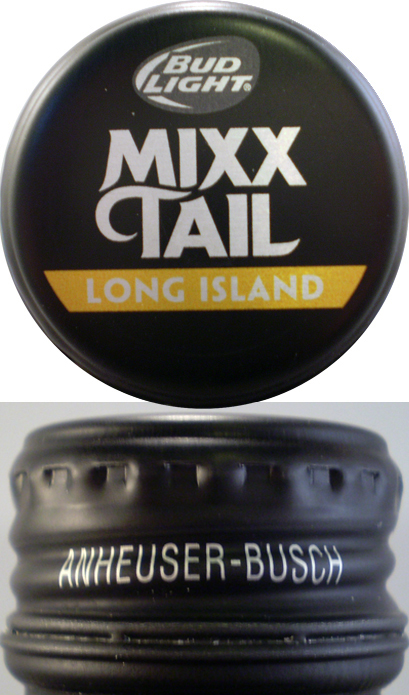 BUD
LIGHT®
MIXX
TAIL
LONG ISLAND
ANHEUSER-BUSCH